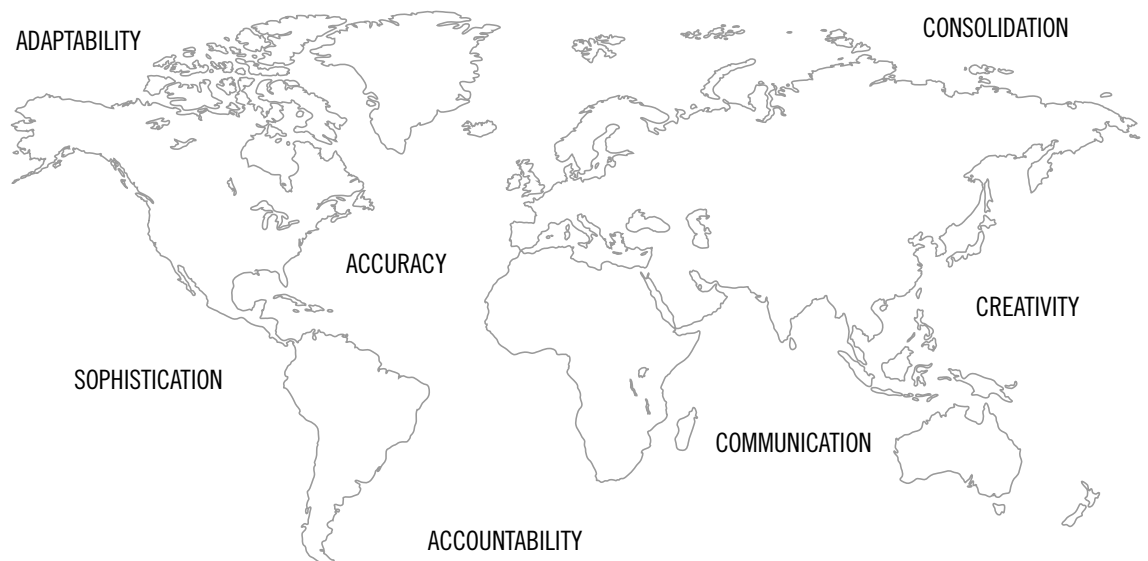 ADAPTABILITY
CONSOLIDATION
ACCURACY
CREATIVITY
SOPHISTICATION
COMMUNICATION
ACCOUNTABILITY